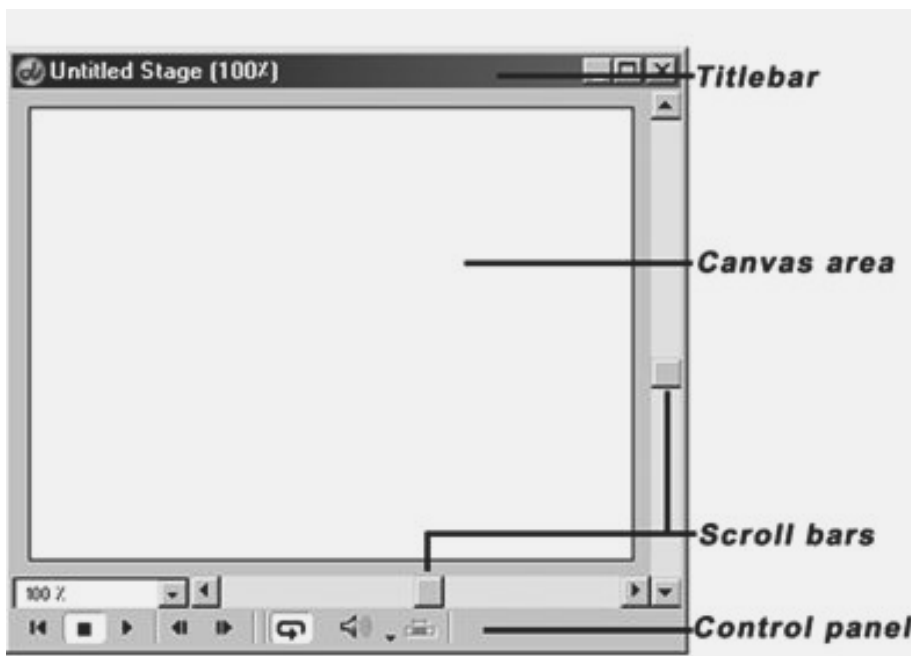 Untitled Stage (100%)
Titlebar
Canvas area
Scroll bars
100 %
Control panel